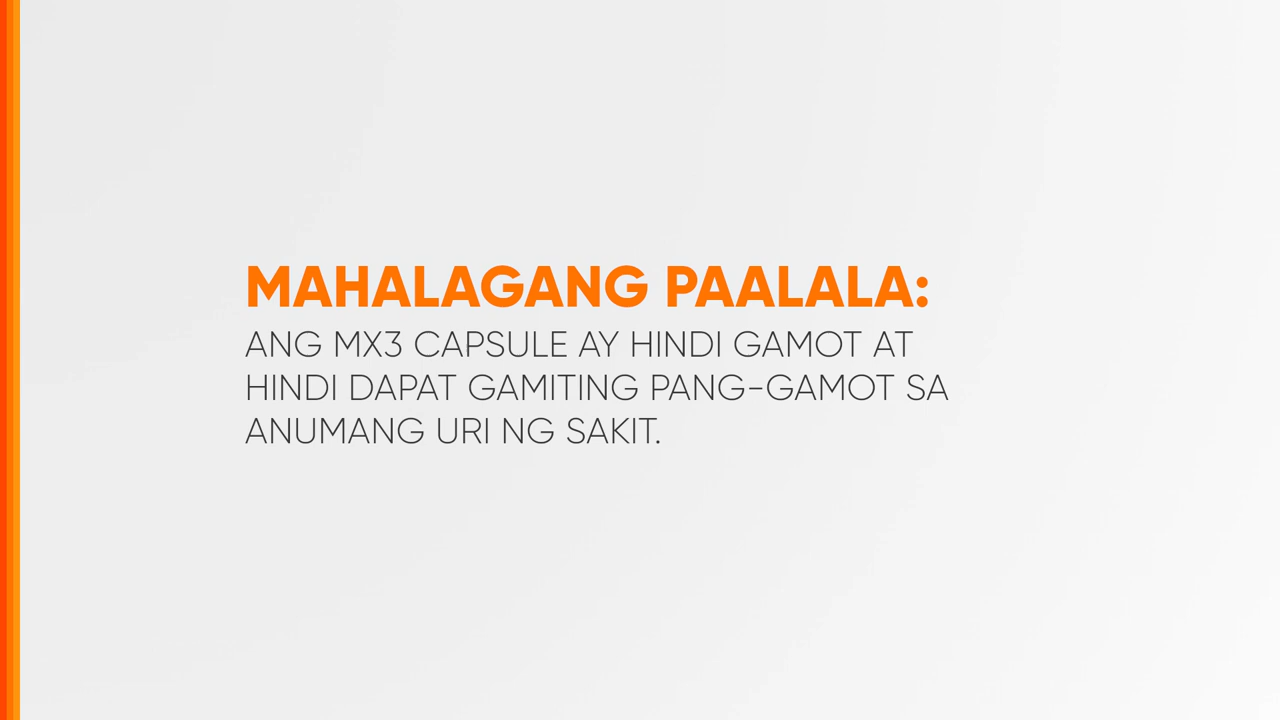 MAHALAGANG PAALALA:
ANG MX3 CAPSULE AY HINDI GAMOT AT
HINDI DAPAT GAMITING PANG-GAMOT SA
ANUMANG URI NG SAKIT.